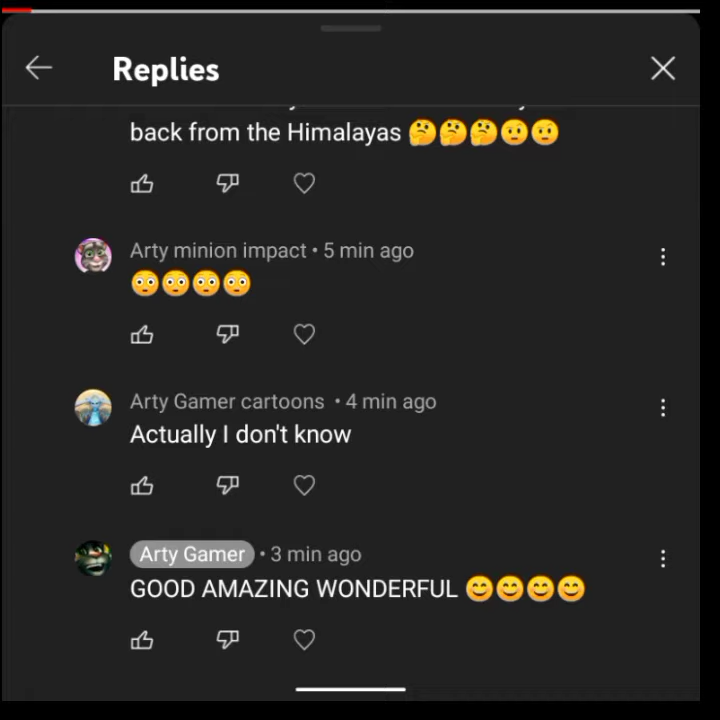 Replies
back from the Himalayas 🤔🤔🤔🤨🤨
Arty minion impact • 5 min ago
😳😳😳😳
Arty Gamer cartoons • 4 min ago
Actually I don't know
Arty Gamer • 3 min ago
GOOD AMAZING WONDERFUL 😊😊😊😊